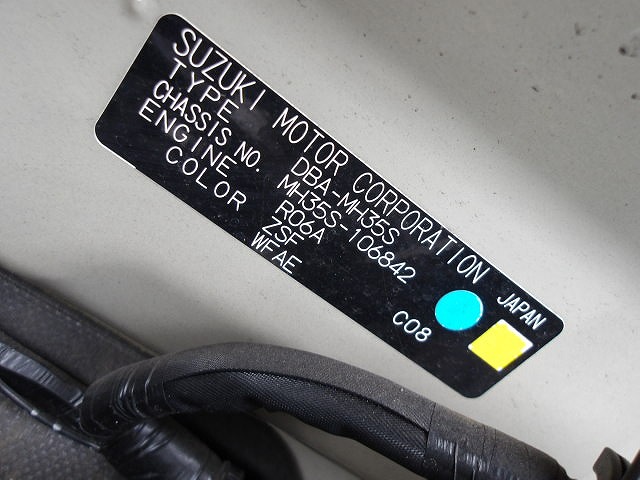 SUZUKI MOTOR CORPORATION JAPAN
TYPE DBA-MH35S
CHASSIS NO. MH35S-106842
ENGINE R06A
COLOR ZSF
WFAE
C08